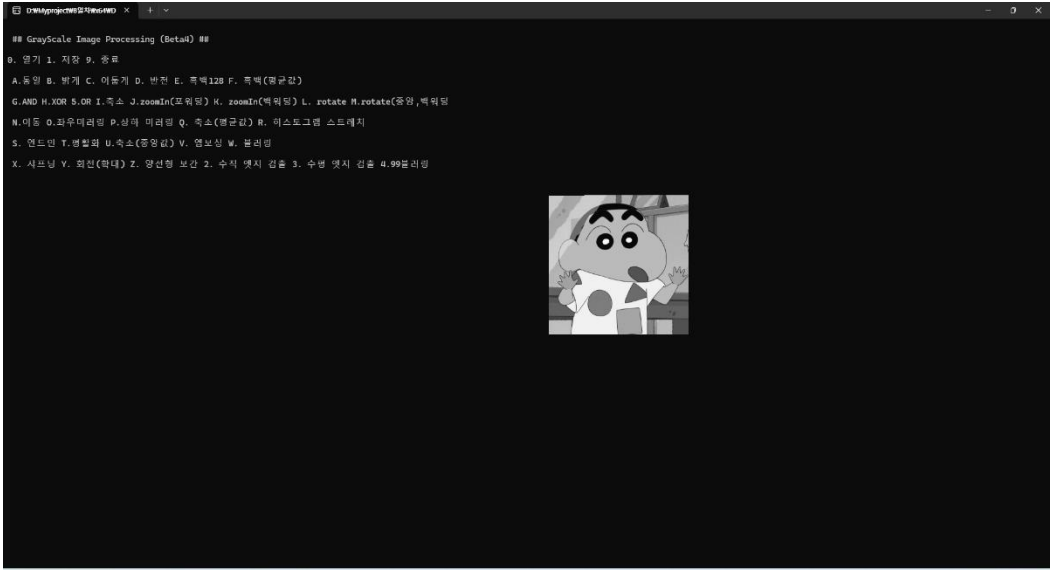 ## GrayScale Image Processing (Beta4) ##
0. 열기 1. 저장 9. 종료
A.동일 B. 밝게 C. 어둡게 D. 반전 E. 흑백128 F. 흑백(평균값)
G.AND H.XOR 5.OR I.축소 J.zoomIn(포워딩) K. zoomIn(백워딩) L. rotate M.rotate(중앙,백워딩
N.이동 O.좌우미러링 P.상하 미러링 Q. 축소(평균값) R. 히스토그램 스트레치
S. 엔드인 T.평활화 U.축소(중앙값) V. 엠보싱 W. 블러링
X. 샤프닝 Y. 회전(확대) Z. 양선형 보간 2. 수직 엣지 검출 3. 수평 엣지 검출 4.99블러링